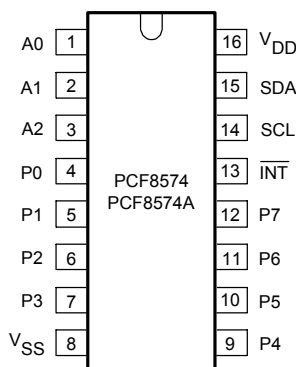 A0 1 16 VDD
A1 2 15 SDA
A2 3 14 SCL
P0 4 13 INT
PCF8574
P1 5 12 P7
PCF8574A
P2 6 11 P6
P3 7 10 P5
VSS 8 9 P4